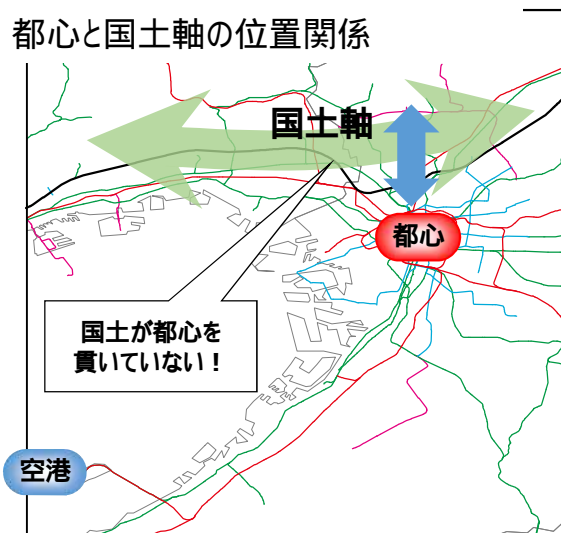 都心と国土軸の位置関係
国土軸
都心
国土が都心を
貫いていない！
空港